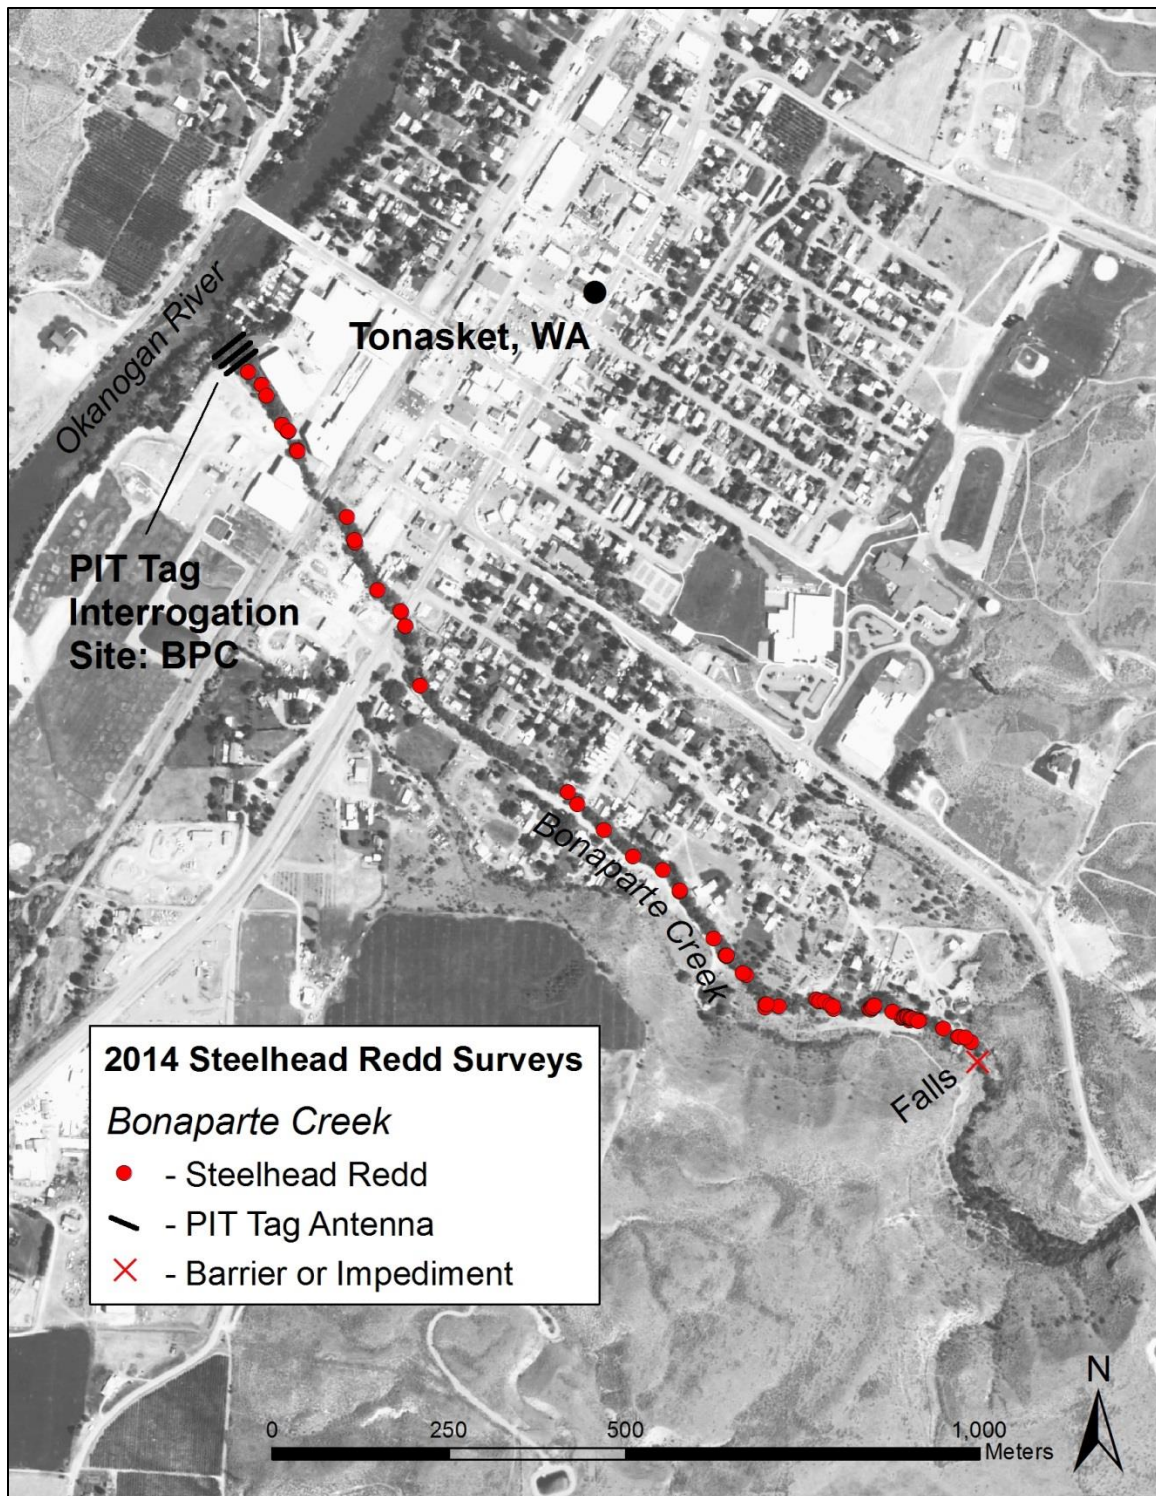 Okanogan River
Tonasket, WA
PIT Tag
Interrogation
Site: BPC
Bonaparte Creek
Falls
2014 Steelhead Redd Surveys
Bonaparte Creek
- Steelhead Redd
- PIT Tag Antenna
- Barrier or Impediment
N
0 250 500 1,000
Meters